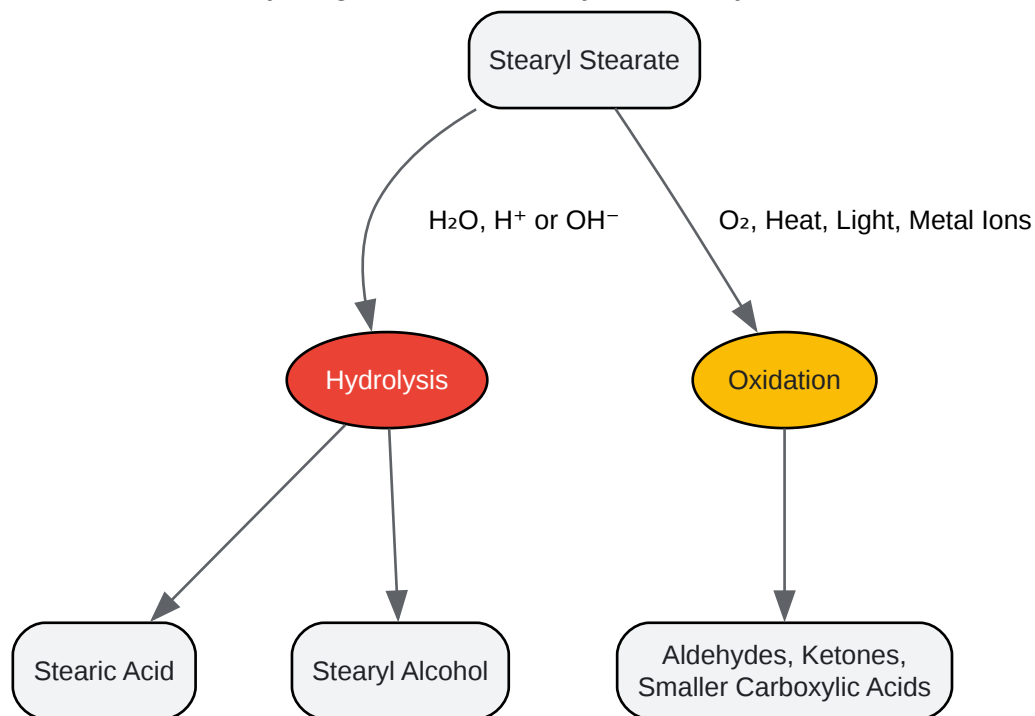 Stearyl Stearate
H₂O, H⁺ or OH⁻
O₂, Heat, Light, Metal Ions
Hydrolysis
Oxidation
Stearic Acid
Stearyl Alcohol
Aldehydes, Ketones,
Smaller Carboxylic Acids